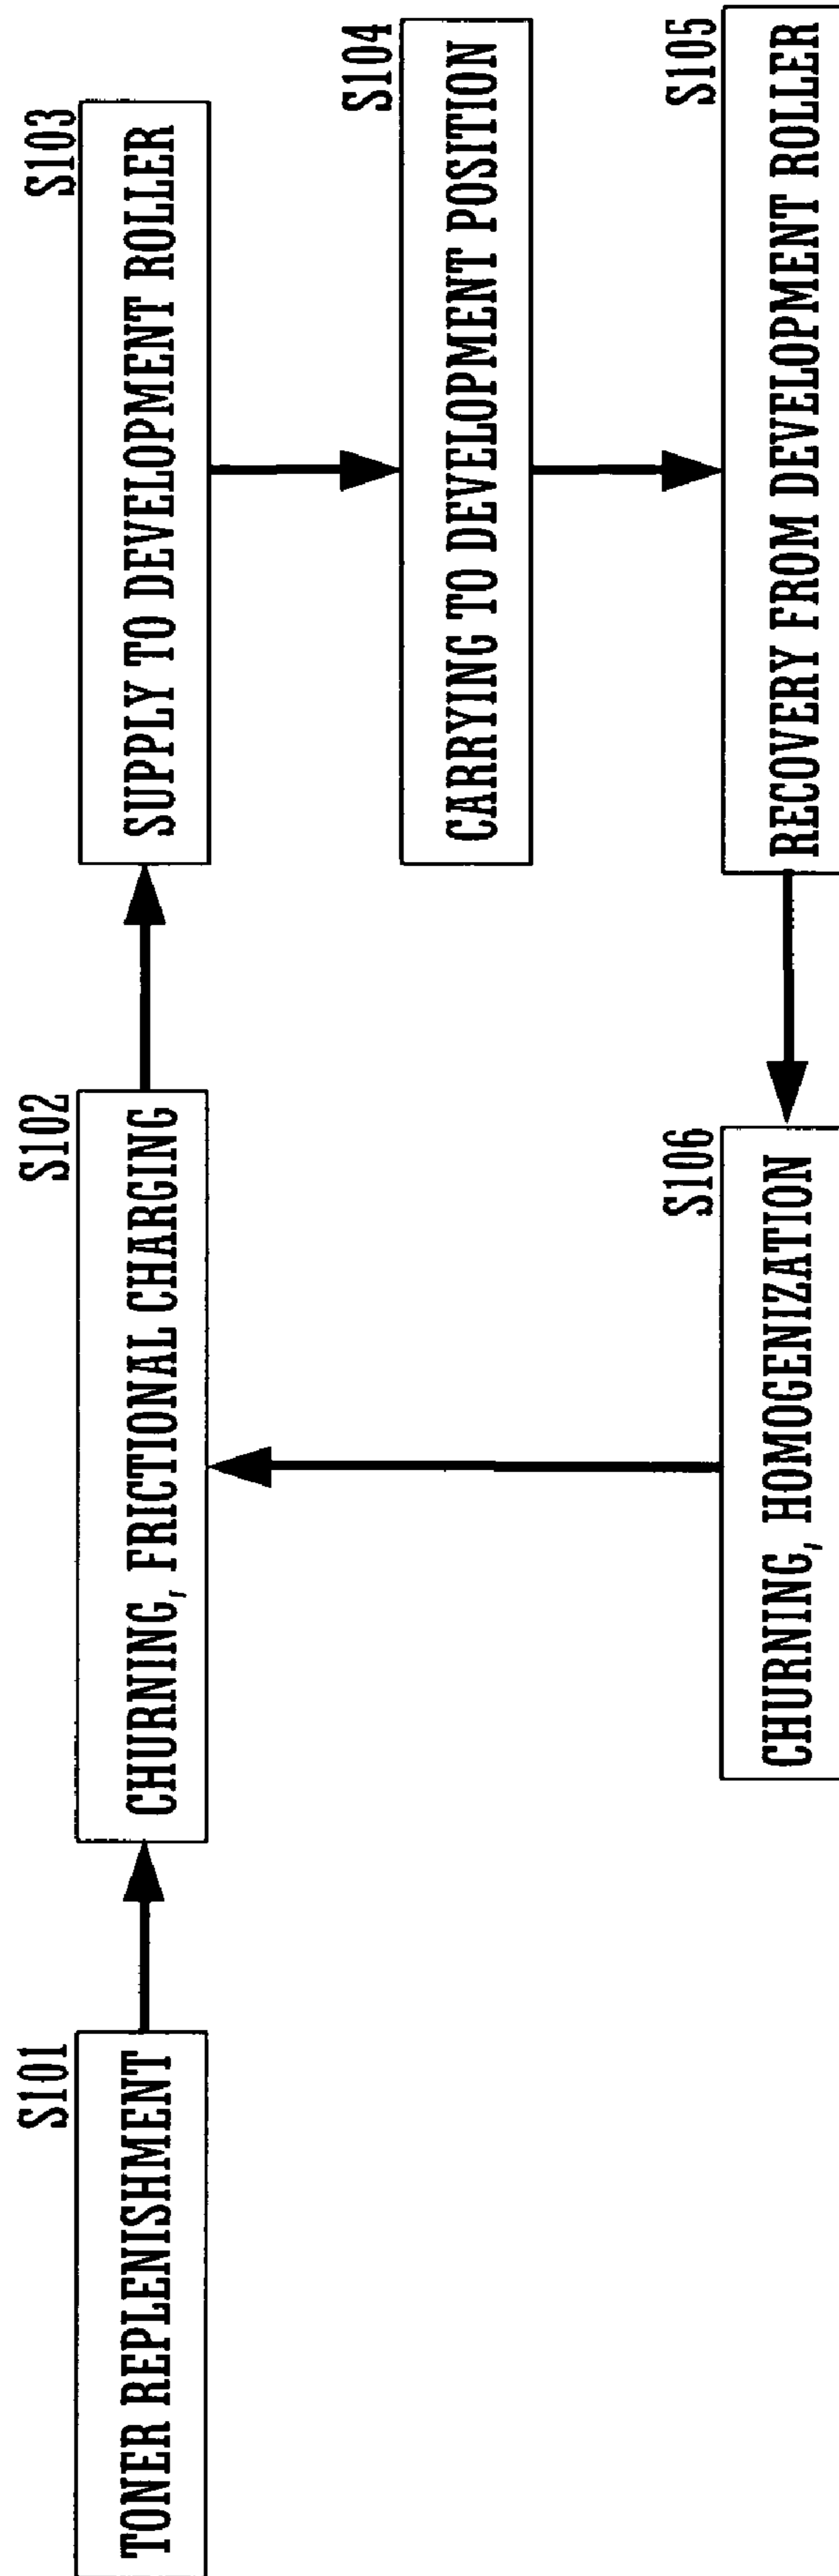 S101
TONER REPLENISHMENT
S102
CHURNING, FRICTIONAL CHARGING
S103
SUPPLY TO DEVELOPMENT ROLLER
S104
CARRYING TO DEVELOPMENT POSITION
S105
RECOVERY FROM DEVELOPMENT ROLLER
S106
CHURNING, HOMOGENIZATION